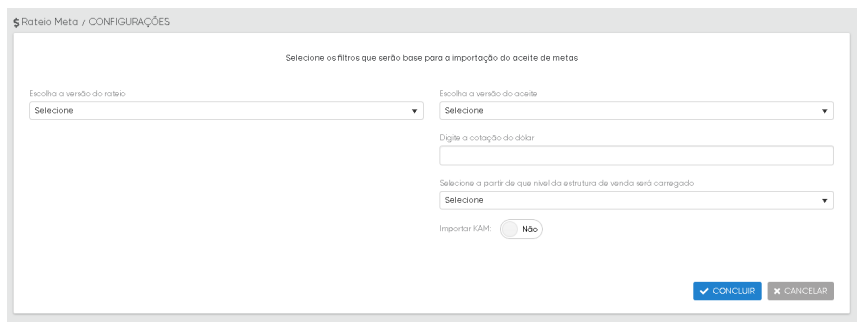 $ Rateio Meta / CONFIGURAÇÕES
Selecione os filtros que serão base para a importação do aceite de metas
Escolha a versão do rateio
Selecione
Escolha a versão do aceite
Selecione
Digite a cotação do dólar
Selecione a partir de que nível da estrutura de venda será carregado
Selecione
Importar KAM: Não
CONCLUIR CANCELAR